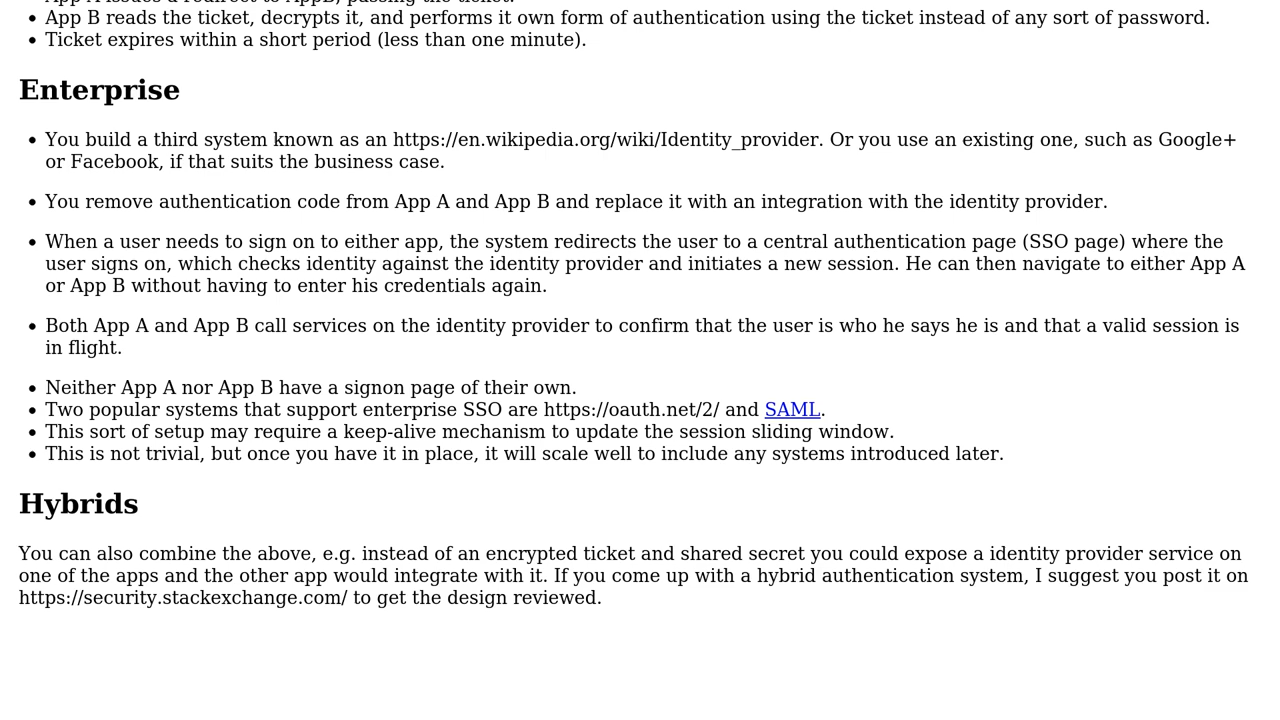 App A issues a redirect to AppB, passing the ticket.
App B reads the ticket, decrypts it, and performs it own form of authentication using the ticket instead of any sort of password.
Ticket expires within a short period (less than one minute).
Enterprise
You build a third system known as an https://en.wikipedia.org/wiki/Identity_provider. Or you use an existing one, such as Google+
or Facebook, if that suits the business case.
You remove authentication code from App A and App B and replace it with an integration with the identity provider.
When a user needs to sign on to either app, the system redirects the user to a central authentication page (SSO page) where the
user signs on, which checks identity against the identity provider and initiates a new session. He can then navigate to either App A
or App B without having to enter his credentials again.
Both App A and App B call services on the identity provider to confirm that the user is who he says he is and that a valid session is
in flight.
Neither App A nor App B have a signon page of their own.
Two popular systems that support enterprise SSO are https://oauth.net/2/ and SAML.
This sort of setup may require a keep-alive mechanism to update the session sliding window.
This is not trivial, but once you have it in place, it will scale well to include any systems introduced later.
Hybrids
You can also combine the above, e.g. instead of an encrypted ticket and shared secret you could expose a identity provider service on
one of the apps and the other app would integrate with it. If you come up with a hybrid authentication system, I suggest you post it on
https://security.stackexchange.com/ to get the design reviewed.